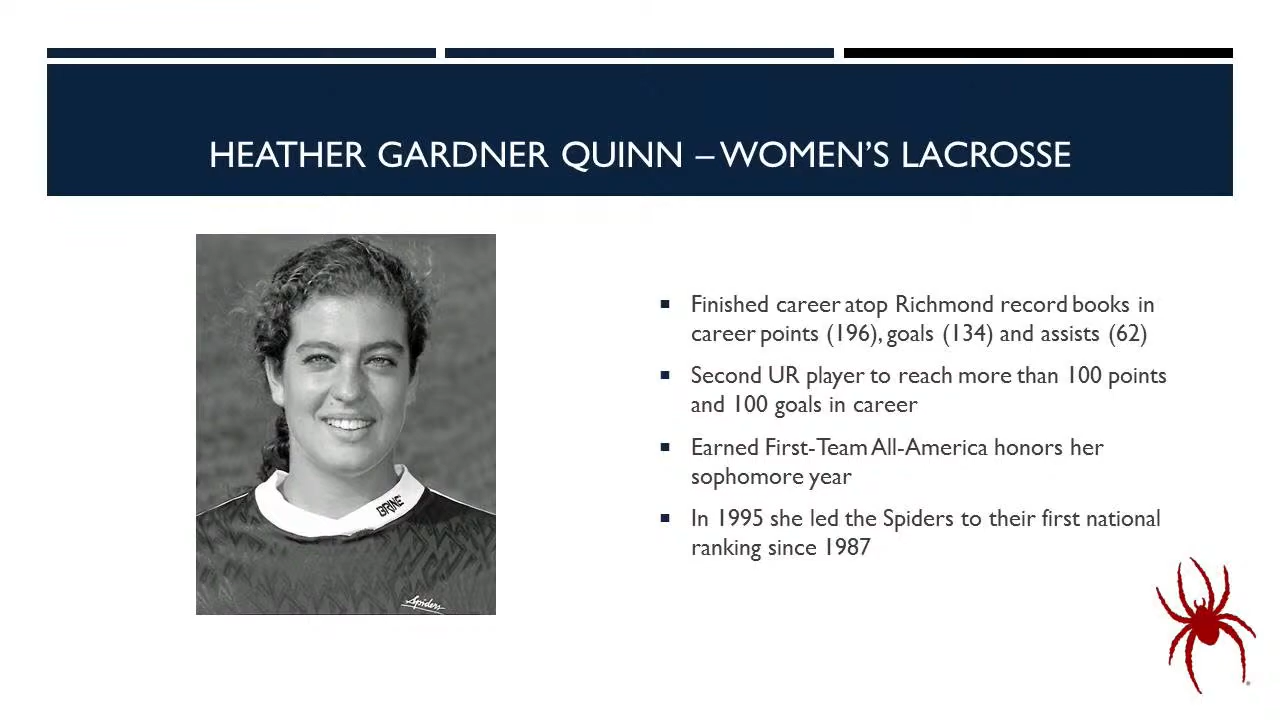 HEATHER GARDNER QUINN – WOMEN’S LACROSSE
BRINE
Spiders
▪ Finished career atop Richmond record books in
career points (196), goals (134) and assists (62)
▪ Second UR player to reach more than 100 points
and 100 goals in career
▪ Earned First-Team All-America honors her
sophomore year
▪ In 1995 she led the Spiders to their first national
ranking since 1987